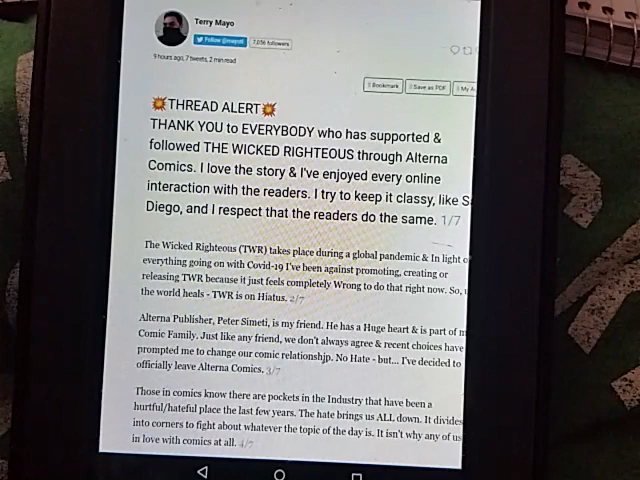 Terry Mayo
Follow @mayoti 7,056 followers
9 hours ago, 7 tweets, 2 min read
Bookmark Save as PDF My A
💥THREAD ALERT💥
THANK YOU to EVERYBODY who has supported &
followed THE WICKED RIGHTEOUS through Alterna
Comics. I love the story & I've enjoyed every online
interaction with the readers. I try to keep it classy, like S
Diego, and I respect that the readers do the same. 1/7
The Wicked Righteous (TWR) takes place during a global pandemic & In light o
everything going on with Covid-19 I've been against promoting, creating or
releasing TWR because it just feels completely Wrong to do that right now. So,
the world heals - TWR is on Hiatus. 2/7
Alterna Publisher, Peter Simeti, is my friend. He has a Huge heart & is part of m
Comic Family. Just like any friend, we don't always agree & recent choices have
prompted me to change our comic relationship. No Hate - but... I've decided to
officially leave Alterna Comics. 3/7
Those in comics know there are pockets in the Industry that have been a
hurtful/hateful place the last few years. The hate brings us ALL down. It divides
into corners to fight about whatever the topic of the day is. It isn't why any of us
in love with comics at all. 4/7